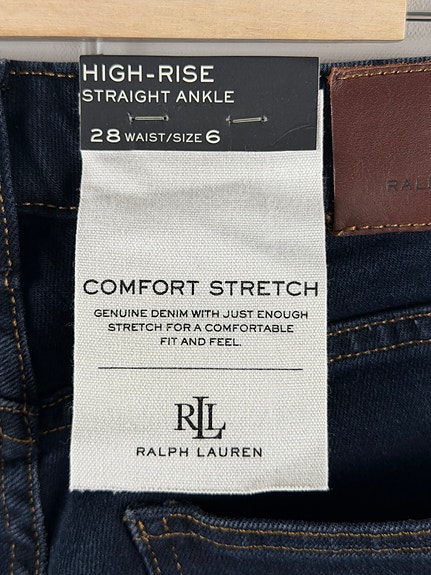 HIGH-RISE
STRAIGHT ANKLE
28 WAIST/SIZE 6
COMFORT STRETCH
GENUINE DENIM WITH JUST ENOUGH
STRETCH FOR A COMFORTABLE
FIT AND FEEL.
RLL
RALPH LAUREN
RAL